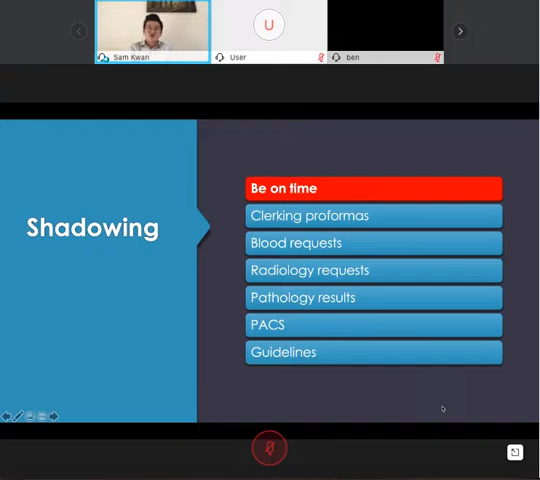 U
Sam Kwan
User
ben
Shadowing
Be on time
Clerking proformas
Blood requests
Radiology requests
Pathology results
PACS
Guidelines